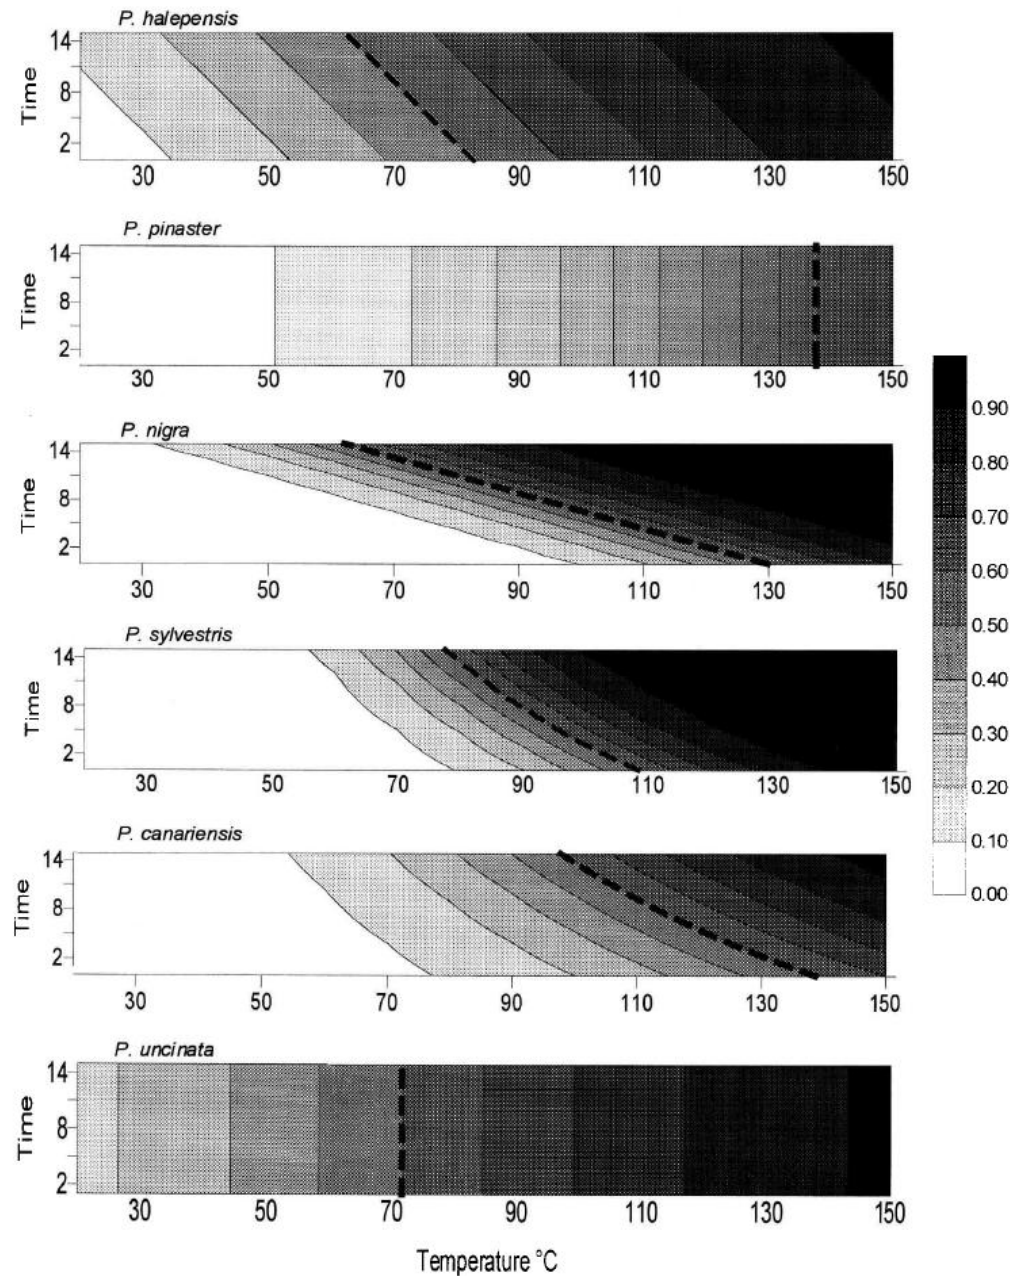 P. halepensis
14
8
2
Time
30 50 70 90 110 130 150
P. pinaster
14
8
2
Time
30 50 70 90 110 130 150
P. nigra
14
8
2
Time
30 50 70 90 110 130 150
P. sylvestris
14
8
2
Time
30 50 70 90 110 130 150
P. canariensis
14
8
2
Time
30 50 70 90 110 130 150
P. uncinata
14
8
2
Time
30 50 70 90 110 130 150
Temperature °C
0.90
0.80
0.70
0.60
0.50
0.40
0.30
0.20
0.10
0.00